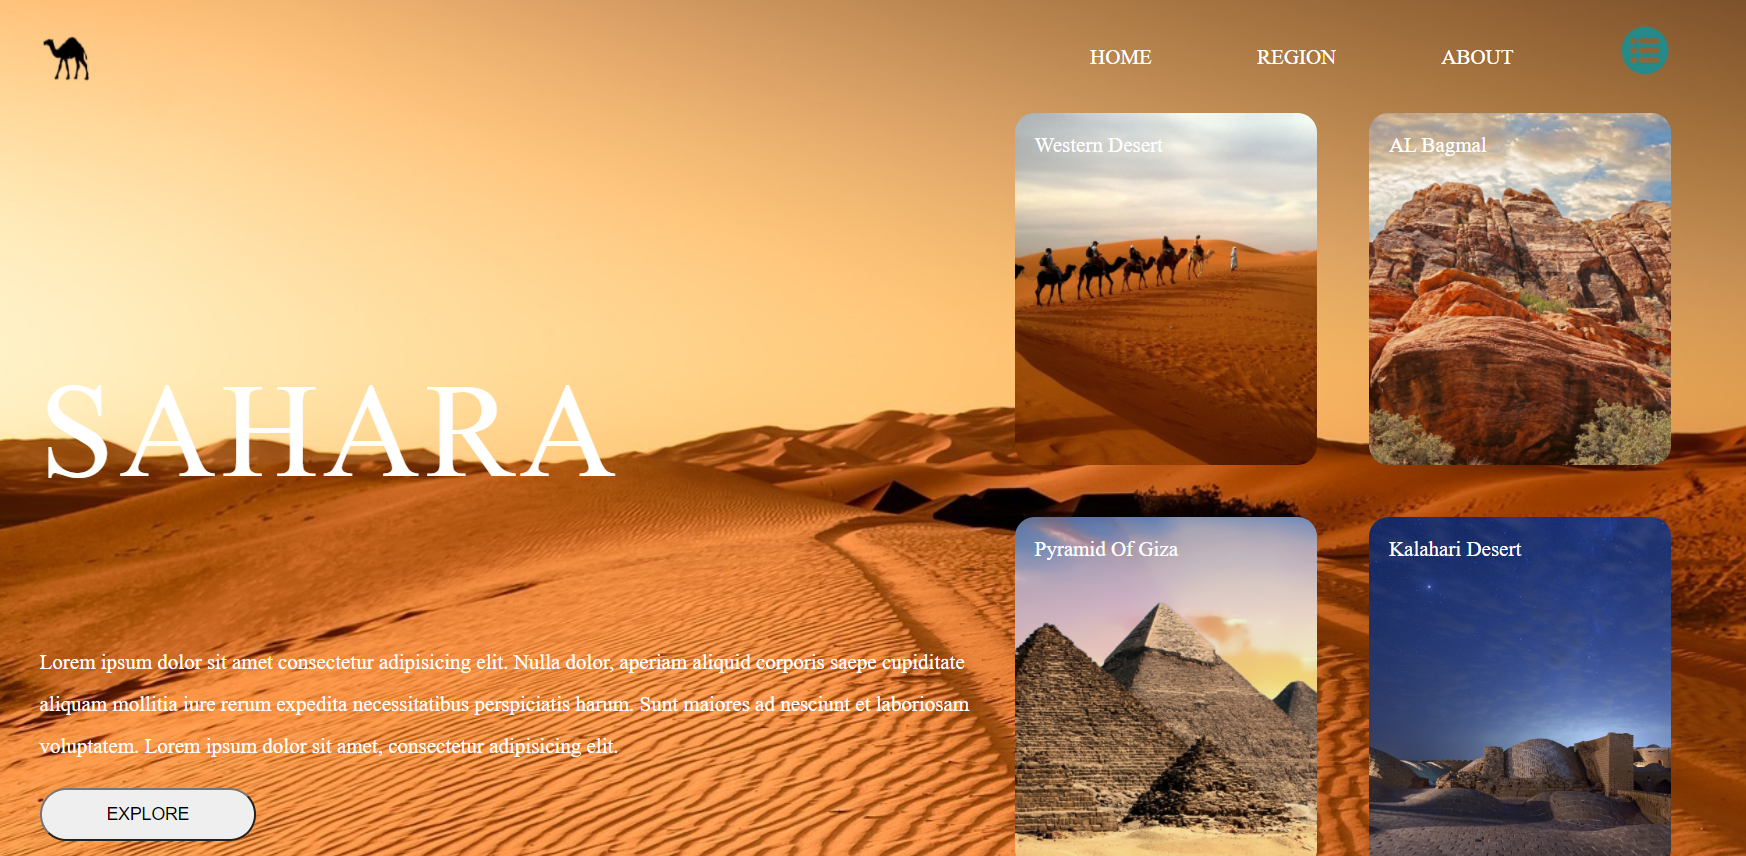 HOME
REGION
ABOUT
Western Desert
AL Bagmal
SAHARA
Pyramid Of Giza
Kalahari Desert
Lorem ipsum dolor sit amet consectetur adipisicing elit. Nulla dolor, aperiam aliquid corporis saepe cupiditate
aliquam mollitia iure rerum expedita necessitatibus perspiciatis harum. Sunt maiores ad nesciunt et laboriosam
voluptatem. Lorem ipsum dolor sit amet, consectetur adipisicing elit.
EXPLORE